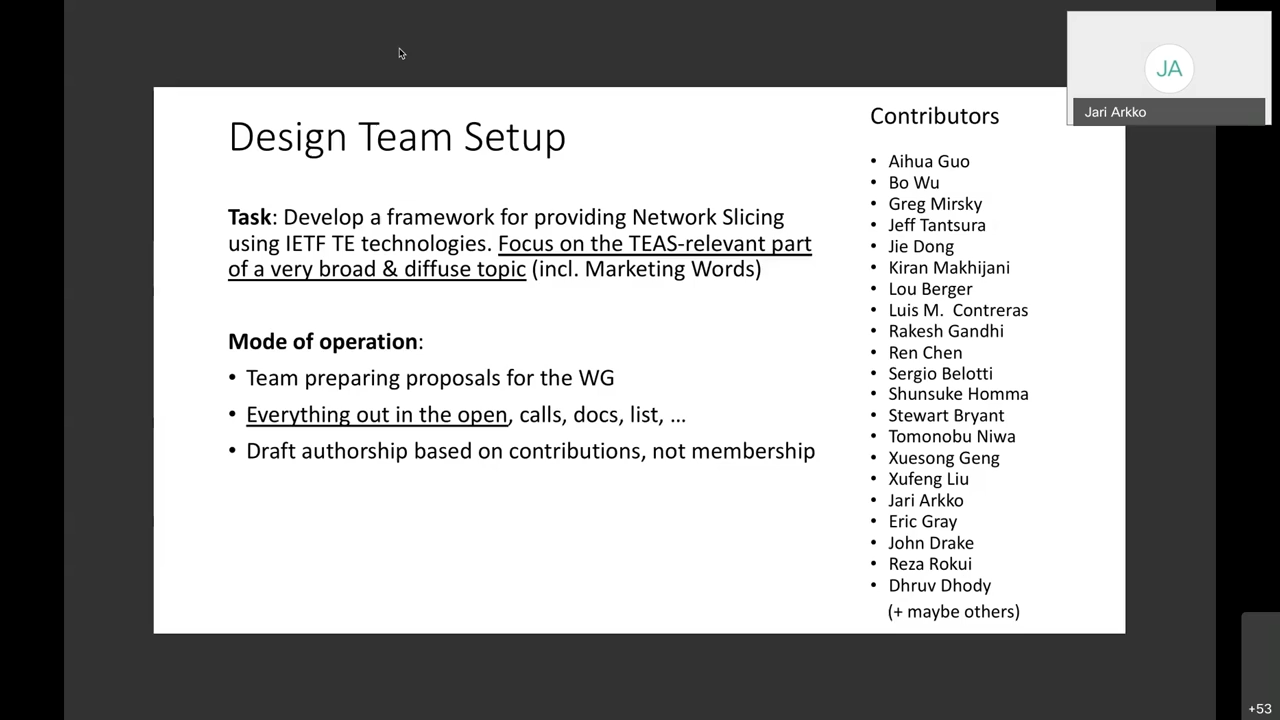 Design Team Setup
Task: Develop a framework for providing Network Slicing
using IETF TE technologies. Focus on the TEAS-relevant part
of a very broad & diffuse topic (incl. Marketing Words)
Mode of operation:
• Team preparing proposals for the WG
• Everything out in the open, calls, docs, list, …
• Draft authorship based on contributions, not membership
Contributors
• Aihua Guo
• Bo Wu
• Greg Mirsky
• Jeff Tantsura
• Jie Dong
• Kiran Makhijani
• Lou Berger
• Luis M. Contreras
• Rakesh Gandhi
• Ren Chen
• Sergio Belotti
• Shunsuke Homma
• Stewart Bryant
• Tomonobu Niwa
• Xuesong Geng
• Xufeng Liu
• Jari Arkko
• Eric Gray
• John Drake
• Reza Rokui
• Dhruv Dhody
(+ maybe others)
JA
Jari Arkko
+53